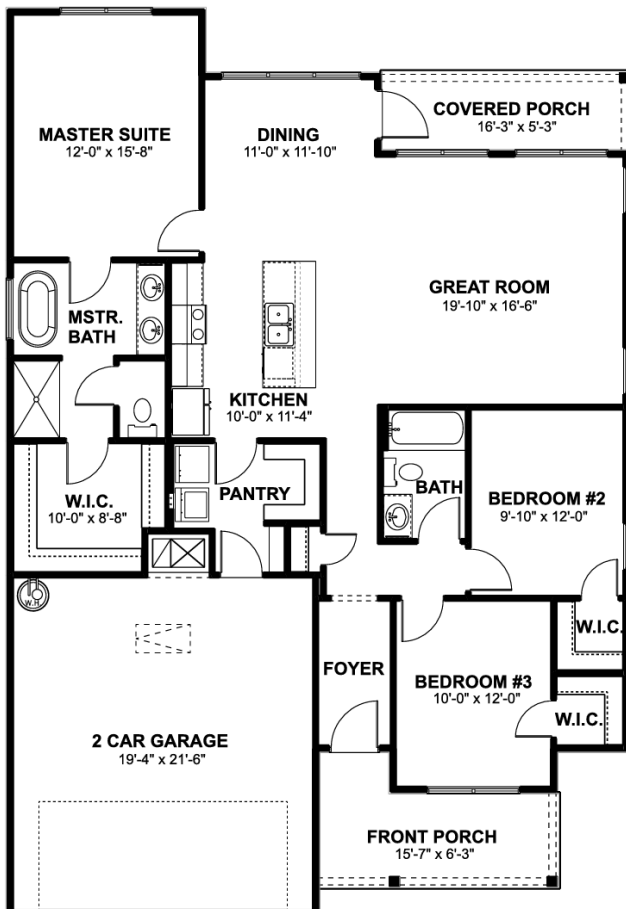 MASTER SUITE
12'-0" x 15'-8"
DINING
11'-0" x 11'-10"
COVERED PORCH
16'-3" x 5'-3"
GREAT ROOM
19'-10" x 16'-6"
MSTR.
BATH
KITCHEN
10'-0" x 11'-4"
W.I.C.
10'-0" x 8'-8"
PANTRY
BATH
BEDROOM #2
9'-10" x 12'-0"
W.H
W.I.C.
FOYER
BEDROOM #3
10'-0" x 12'-0"
W.I.C.
2 CAR GARAGE
19'-4" x 21'-6"
FRONT PORCH
15'-7" x 6'-3"